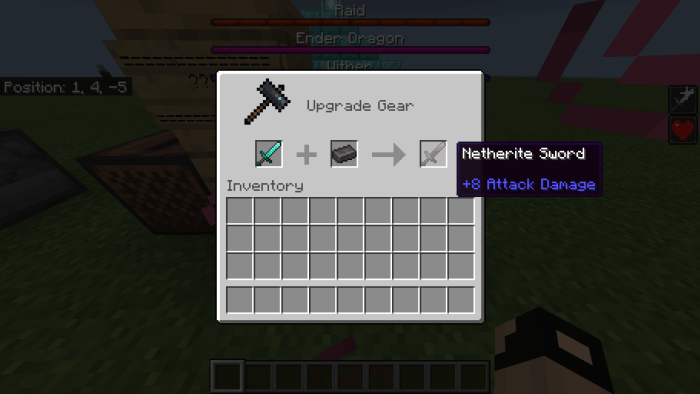 Raid
Ender Dragon
Wither
Position: 1, 4, -5
???
Upgrade Gear
Netherite Sword
+8 Attack Damage
Inventory